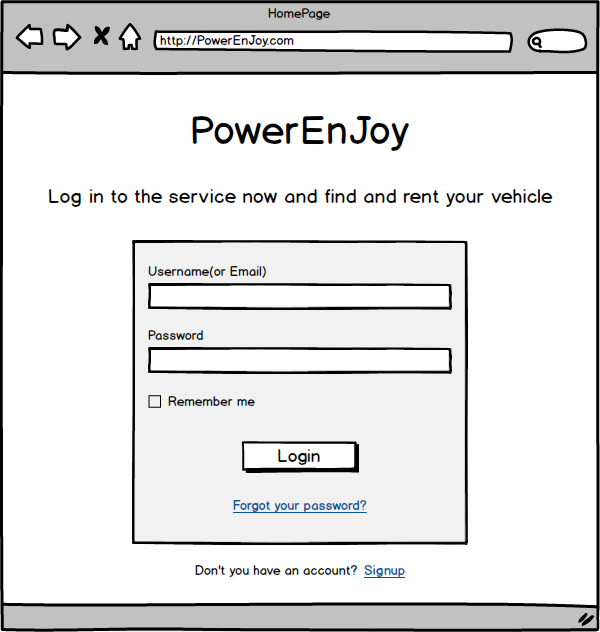 HomePage
http://PowerEnJoy.com
PowerEnJoy
Log in to the service now and find and rent your vehicle
Username(or Email)
Password
Remember me
Login
Forgot your password?
Don't you have an account? Signup